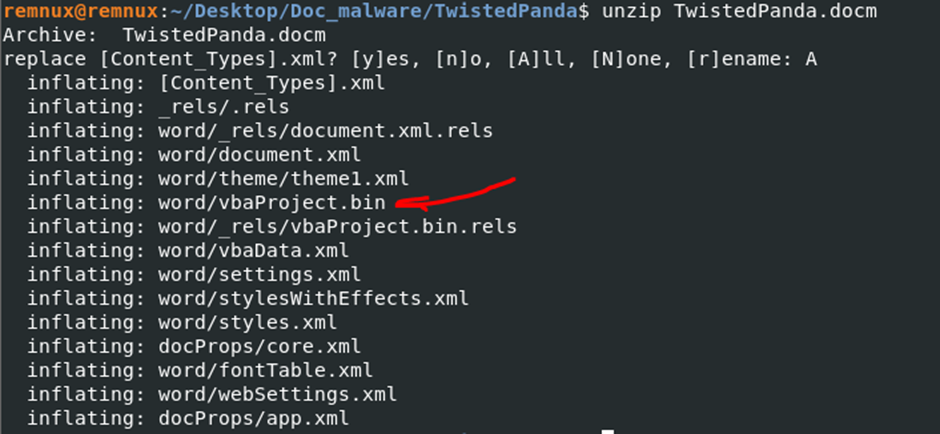 remnux@remnux:~/Desktop/Doc_malware/TwistedPanda$ unzip TwistedPanda.docm
Archive:  TwistedPanda.docm
replace [Content_Types].xml? [y]es, [n]o, [A]ll, [N]one, [r]ename: A
  inflating: [Content_Types].xml
  inflating: _rels/.rels
  inflating: word/_rels/document.xml.rels
  inflating: word/document.xml
  inflating: word/theme/theme1.xml
  inflating: word/vbaProject.bin
  inflating: word/_rels/vbaProject.bin.rels
  inflating: word/vbaData.xml
  inflating: word/settings.xml
  inflating: word/stylesWithEffects.xml
  inflating: word/styles.xml
  inflating: docProps/core.xml
  inflating: word/fontTable.xml
  inflating: word/webSettings.xml
  inflating: docProps/app.xml